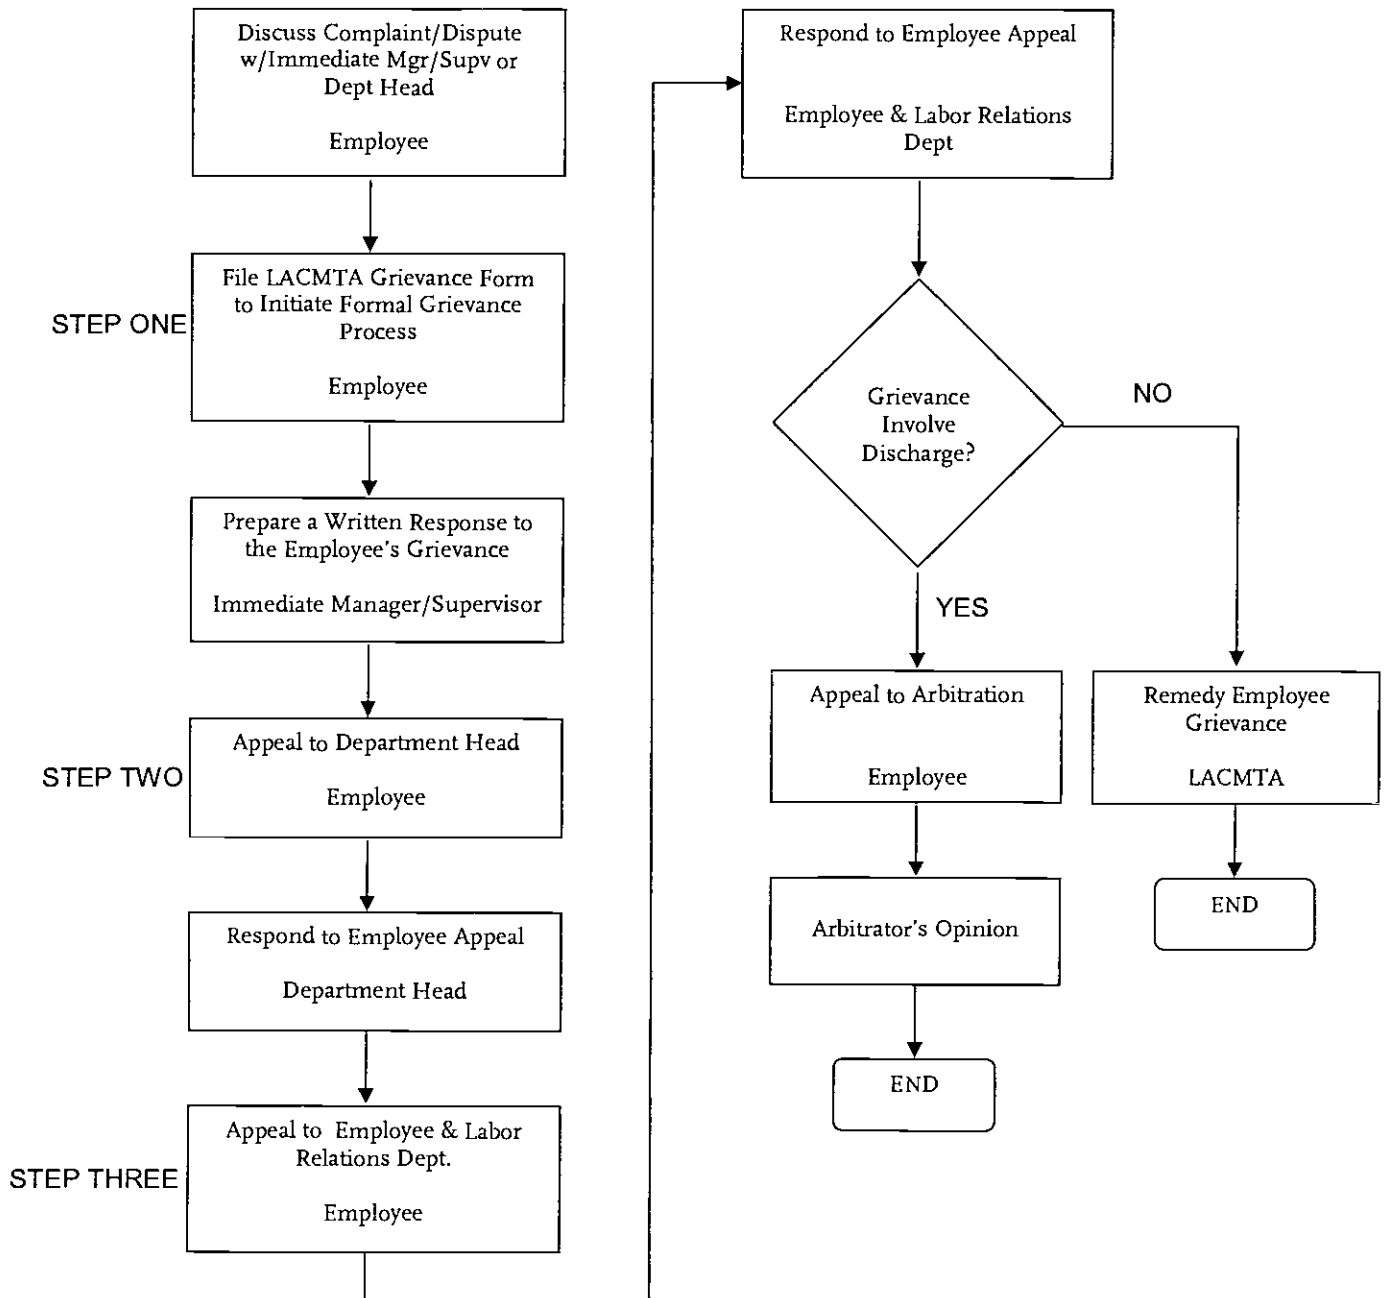 Discuss Complaint/Dispute
w/Immediate Mgr/Supv or
Dept Head
Employee
STEP ONE
File LACMTA Grievance Form
to Initiate Formal Grievance
Process
Employee
Prepare a Written Response to
the Employee's Grievance
Immediate Manager/Supervisor
STEP TWO
Appeal to Department Head
Employee
Respond to Employee Appeal
Department Head
STEP THREE
Appeal to Employee & Labor
Relations Dept.
Employee
Respond to Employee Appeal
Employee & Labor Relations
Dept
Grievance
Involve
Discharge?
NO
YES
Appeal to Arbitration
Employee
Remedy Employee
Grievance
LACMTA
Arbitrator's Opinion
END
END